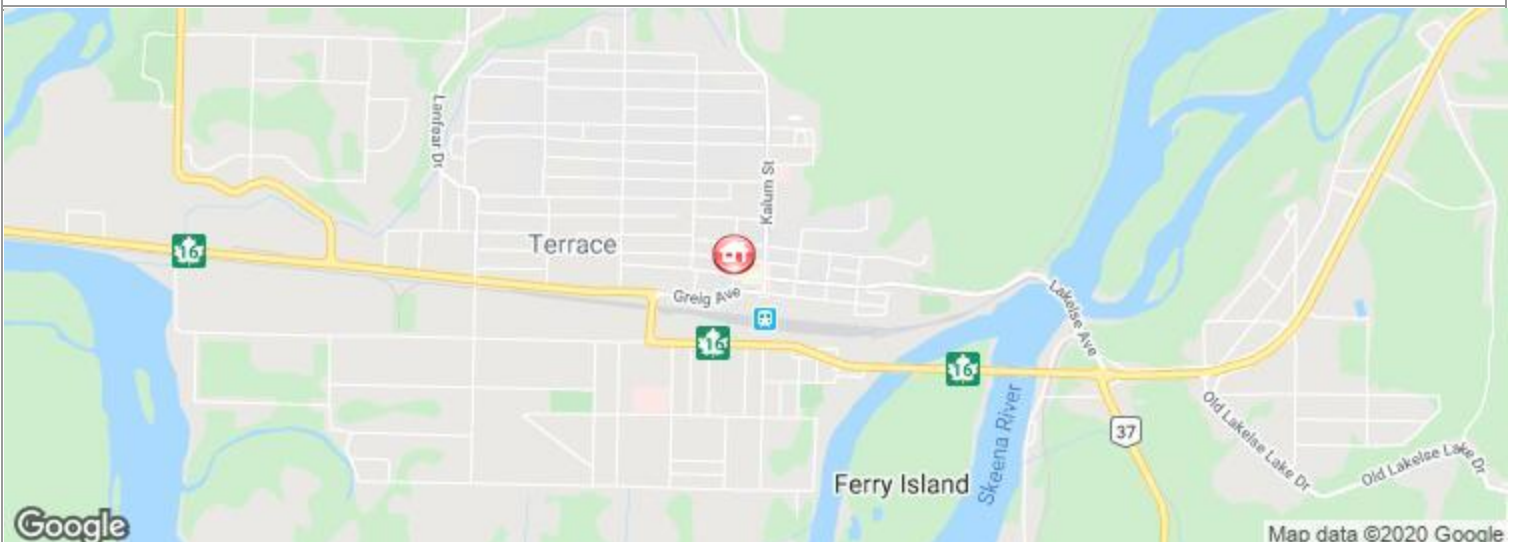 Lanfear Dr
Kalum St
16
Terrace
Greig Ave
16
16
Lakelse Ave
37
Skeena River
Ferry Island
Old Lakelse Lake Dr
Old Lakelse Lake Dr
Google
Map data ©2020 Google